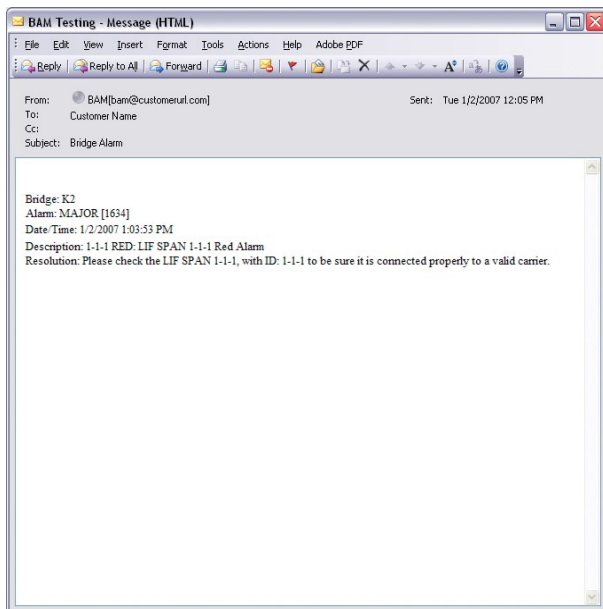 BAM Testing - Message (HTML)
File Edit View Insert Format Tools Actions Help Adobe PDF
Reply Reply to All Forward
From: BAM[bam@customerurl.com] Sent: Tue 1/2/2007 12:05 PM
To: Customer Name
Cc:
Subject: Bridge Alarm
Bridge: K2
Alarm: MAJOR [1634]
Date/Time: 1/2/2007 1:03:53 PM
Description: 1-1-1 RED: LIF SPAN 1-1-1 Red Alarm
Resolution: Please check the LIF SPAN 1-1-1, with ID: 1-1-1 to be sure it is connected properly to a valid carrier.